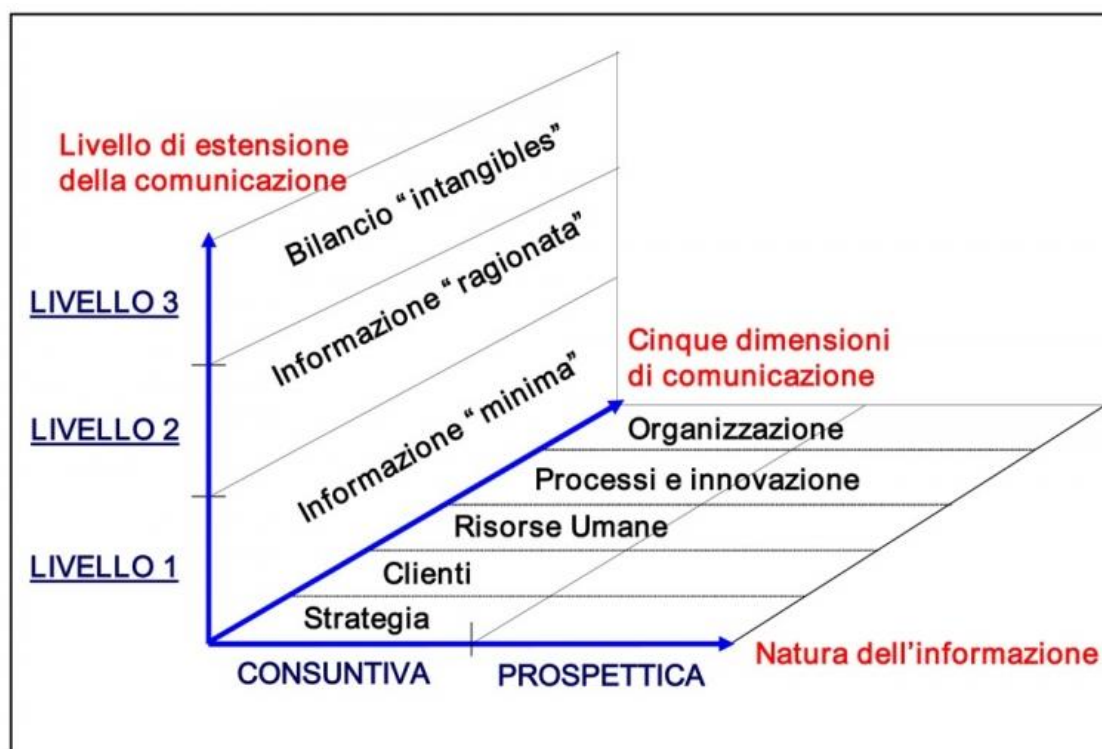 Livello di estensione
della comunicazione
Bilancio “ intangibles”
LIVELLO 3
Informazione “ ragionata”
Cinque dimensioni
di comunicazione
LIVELLO 2
Informazione “ minima”
Organizzazione
Processi e innovazione
Risorse Umane
LIVELLO 1
Clienti
Strategia
Natura dell’informazione
CONSUNTIVA
PROSPETTICA